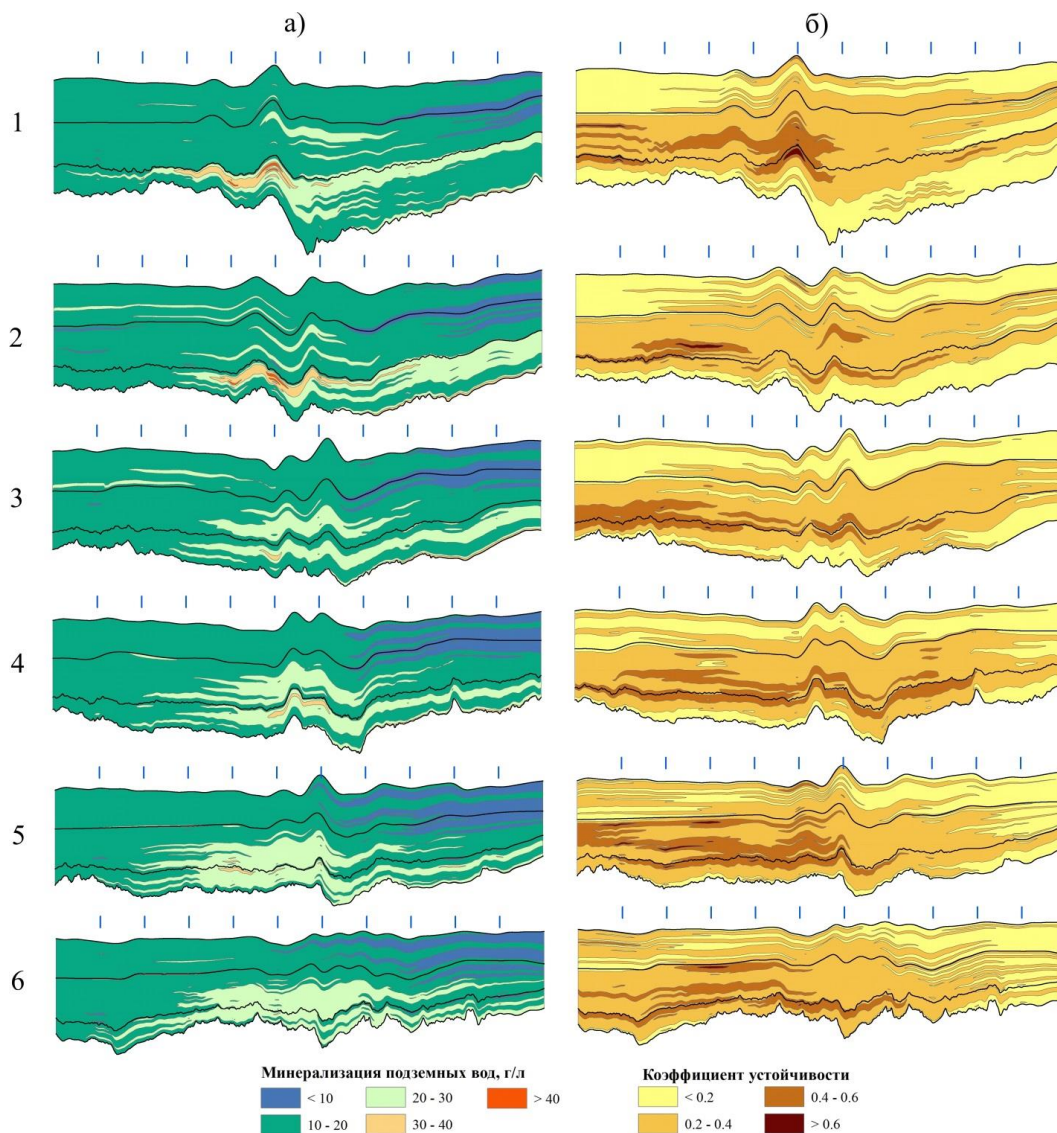 а)
б)
1
2
3
4
5
6
Минерализация подземных вод, г/л
< 10
20 - 30
> 40
10 - 20
30 - 40
Коэффициент устойчивости
< 0.2
0.4 - 0.6
0.2 - 0.4
> 0.6